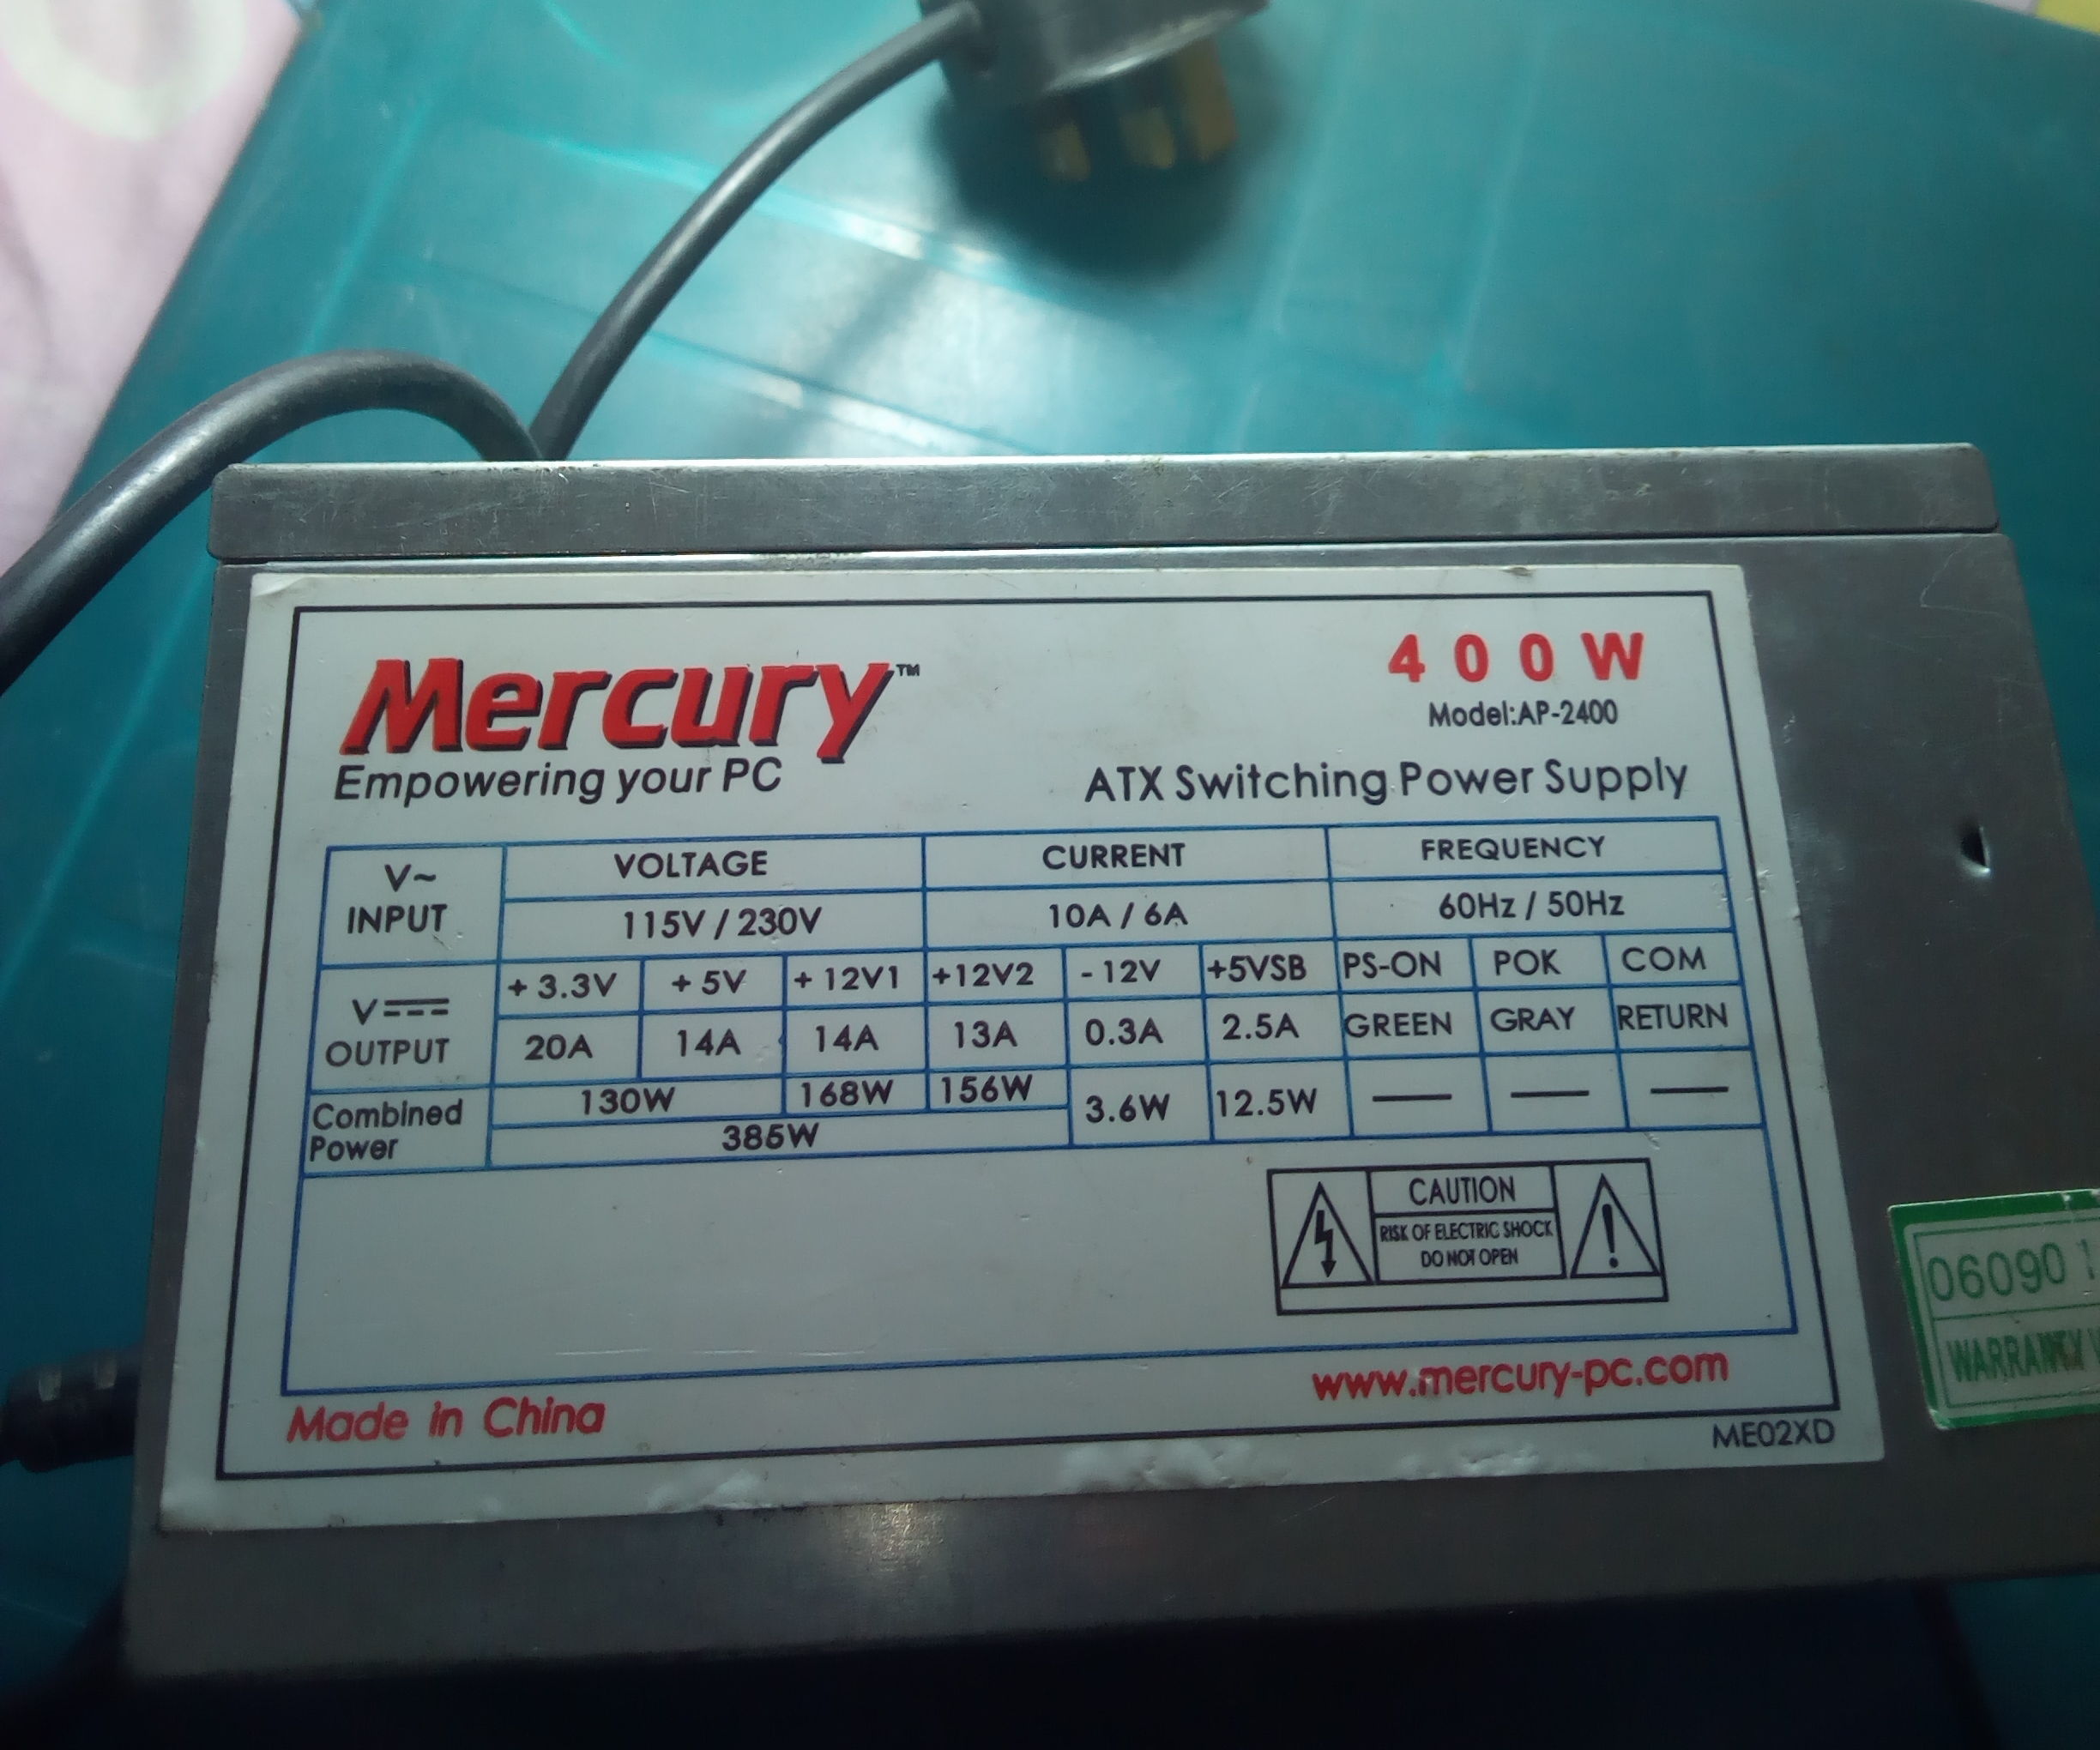 Mercury™
Empowering your PC
400W
Model:AP-2400
ATX Switching Power Supply
V~ INPUT VOLTAGE CURRENT FREQUENCY
115V / 230V 10A / 6A 60Hz / 50Hz
V⎓ OUTPUT + 3.3V + 5V + 12V1 +12V2 - 12V +5VSB PS-ON POK COM
20A 14A 14A 13A 0.3A 2.5A GREEN GRAY RETURN
Combined Power 130W 168W 156W 3.6W 12.5W — — —
385W
CAUTION
RISK OF ELECTRIC SHOCK
DO NOT OPEN
www.mercury-pc.com
Made in China
ME02XD
06090
WARRANTY